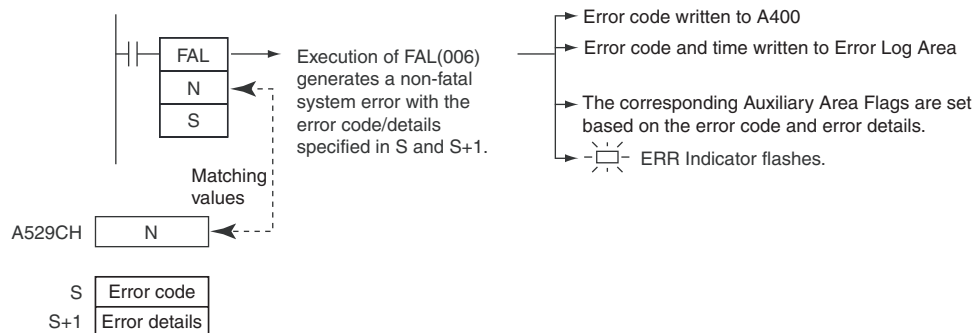 FAL
N
S
Execution of FAL(006)
generates a non-fatal
system error with the
error code/details
specified in S and S+1.
Error code written to A400
Error code and time written to Error Log Area
The corresponding Auxiliary Area Flags are set
based on the error code and error details.
ERR Indicator flashes.
Matching
values
A529CH N
S Error code
S+1 Error details